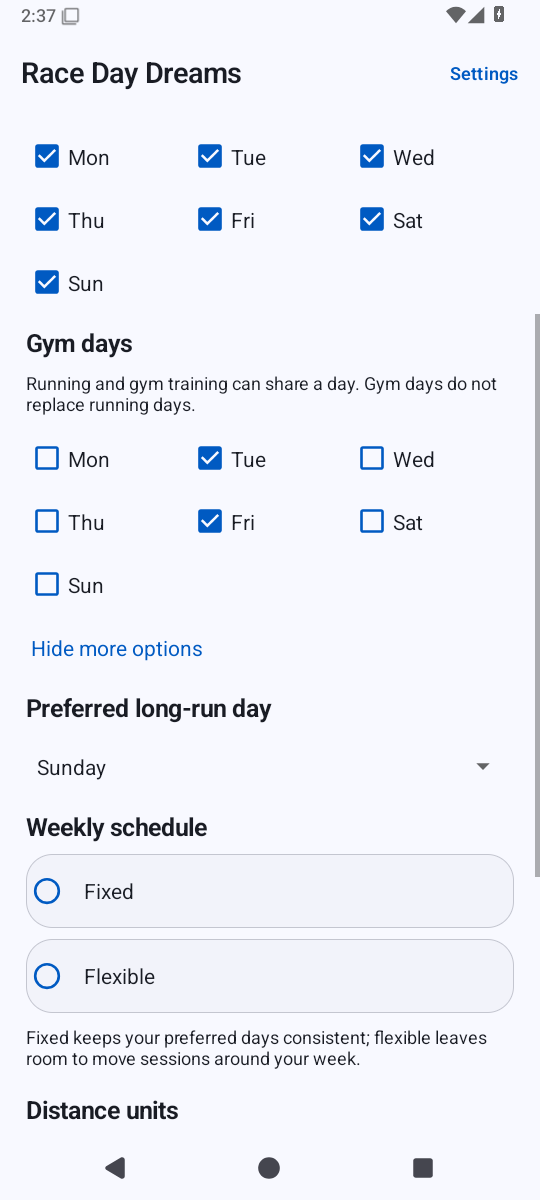 2:37
Race Day Dreams
Settings
Mon
Tue
Wed
Thu
Fri
Sat
Sun
Gym days
Running and gym training can share a day. Gym days do not
replace running days.
Mon
Tue
Wed
Thu
Fri
Sat
Sun
Hide more options
Preferred long-run day
Sunday
Weekly schedule
Fixed
Flexible
Fixed keeps your preferred days consistent; flexible leaves
room to move sessions around your week.
Distance units